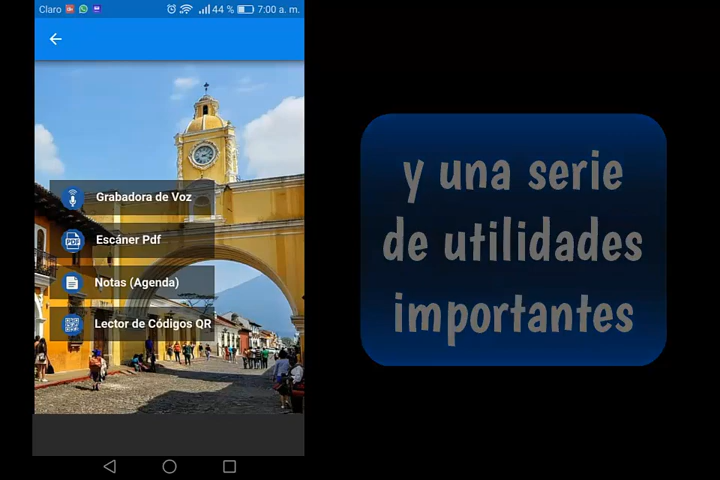 Claro 44 % 7:00 a. m.
Grabadora de Voz
PDF Escáner Pdf
Notas (Agenda)
Lector de Códigos QR
y una serie
de utilidades
importantes